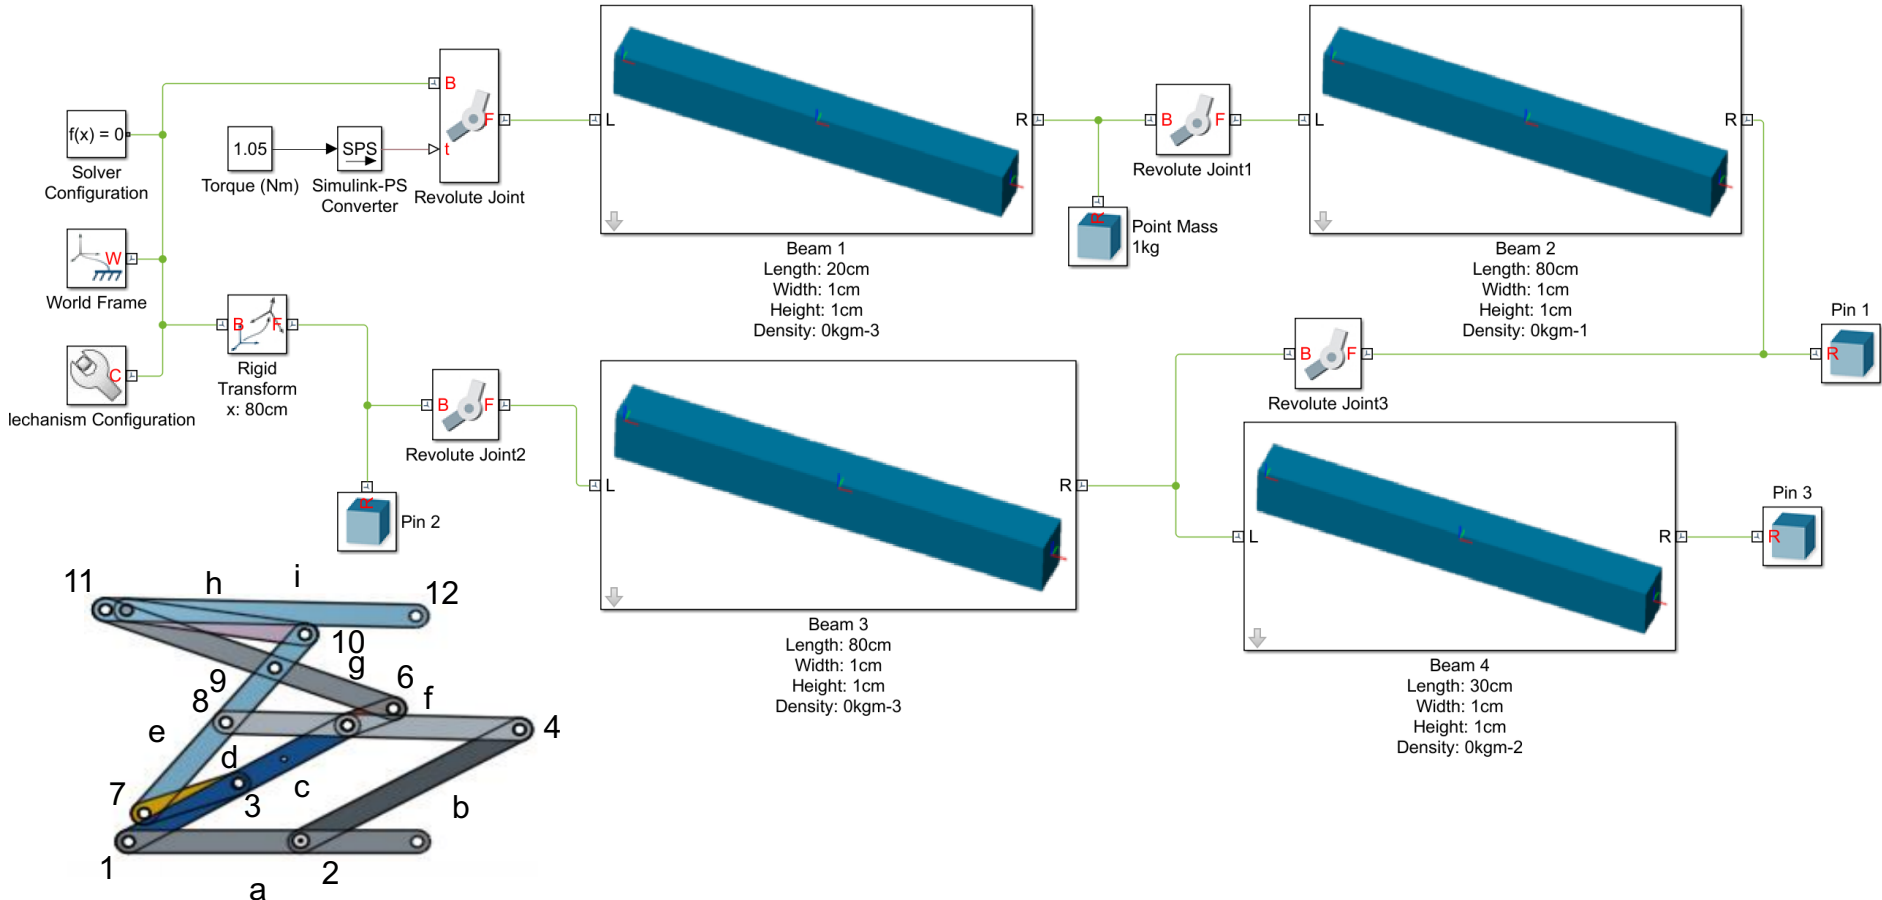 B
F
t
L
R
B
F
L
R
f(x) = 0
Solver
Configuration
1.05
Torque (Nm)
SPS
Simulink-PS
Converter
Revolute Joint
Revolute Joint1
R
Point Mass
1kg
Beam 1
Length: 20cm
Width: 1cm
Height: 1cm
Density: 0kgm-3
Beam 2
Length: 80cm
Width: 1cm
Height: 1cm
Density: 0kgm-1
W
World Frame
B
F
Rigid
Transform
x: 80cm
C
lechanism Configuration
B
F
Revolute Joint2
R
Pin 2
L
R
Beam 3
Length: 80cm
Width: 1cm
Height: 1cm
Density: 0kgm-3
B
F
Revolute Joint3
Pin 1
R
L
R
Pin 3
R
Beam 4
Length: 30cm
Width: 1cm
Height: 1cm
Density: 0kgm-2
11
h
i
12
10
g
9
8
6
f
e
4
d
7
3
c
b
1
2
a